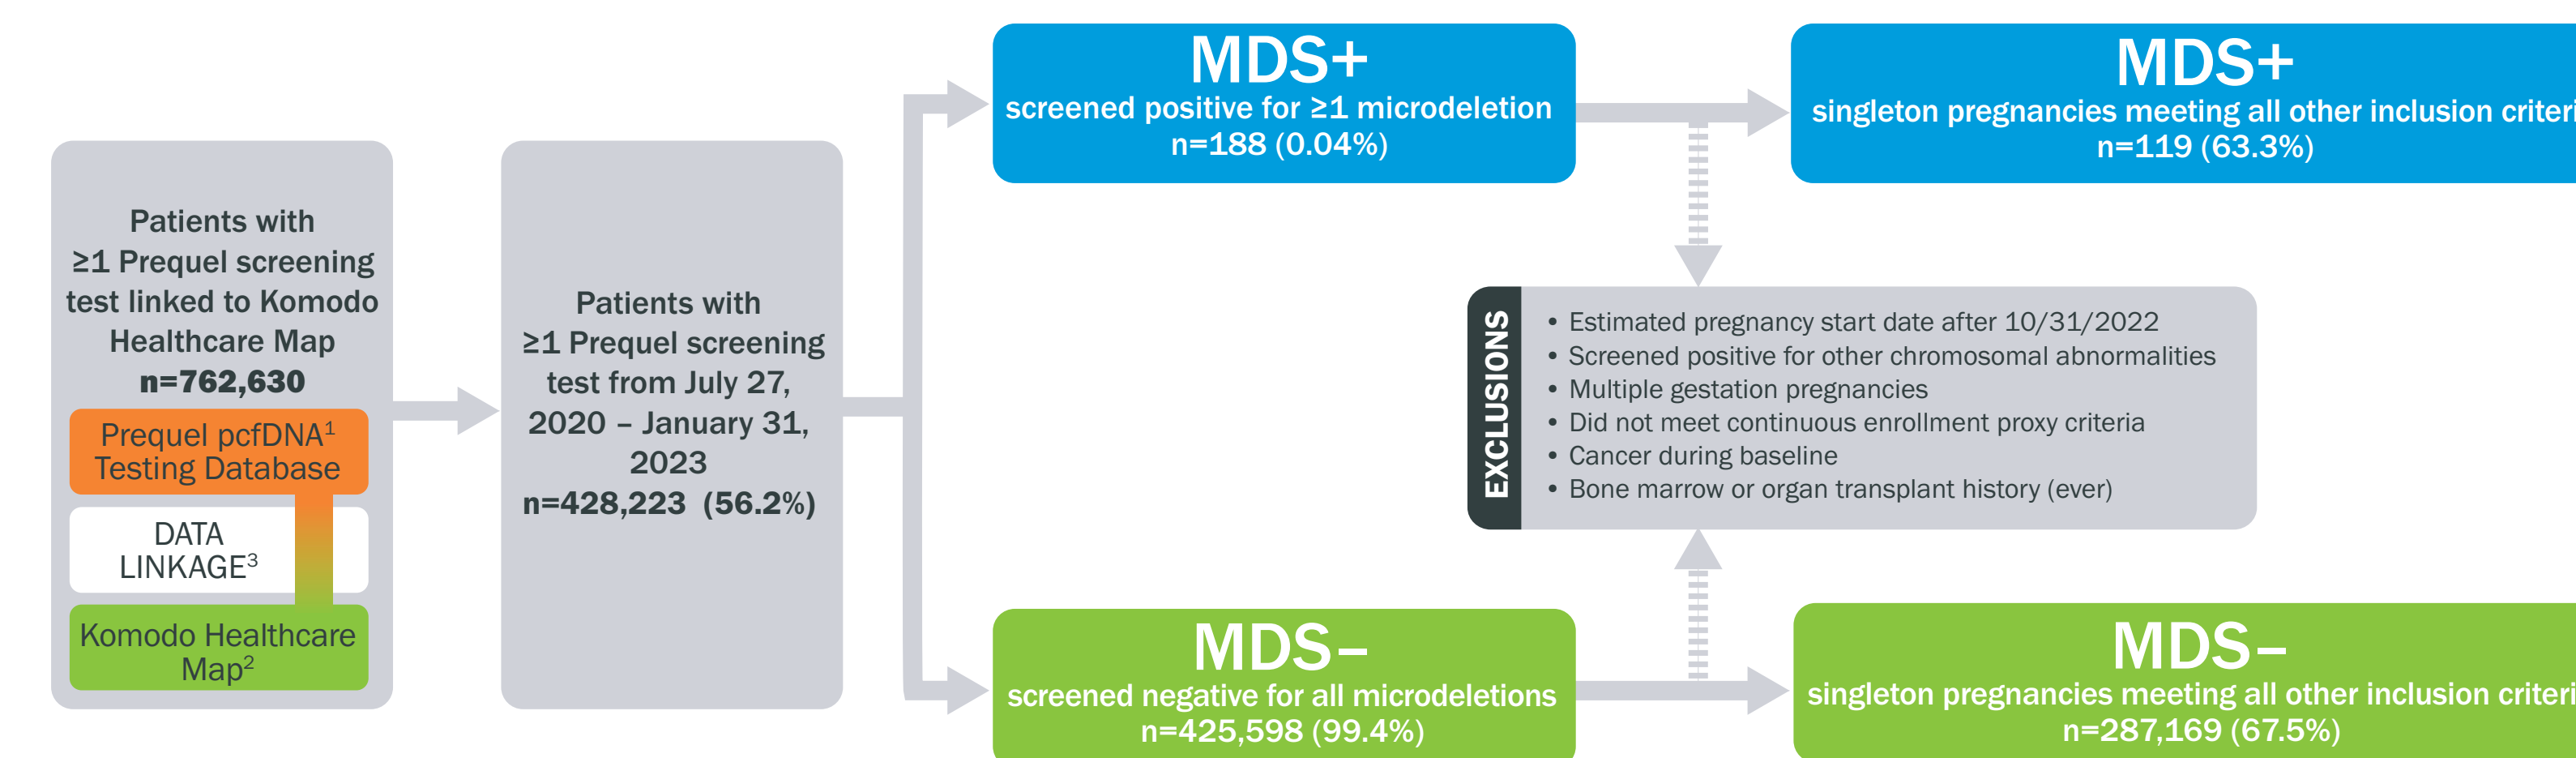 Patients with
≥1 Prequel screening
test linked to Komodo
Healthcare Map
n=762,630
Prequel pcfDNA¹
Testing Database
DATA
LINKAGE³
Komodo Healthcare
Map²
Patients with
≥1 Prequel screening
test from July 27,
2020 – January 31,
2023
n=428,223 (56.2%)
MDS+
screened positive for ≥1 microdeletion
n=188 (0.04%)
MDS+
singleton pregnancies meeting all other inclusion criteri
n=119 (63.3%)
EXCLUSIONS
• Estimated pregnancy start date after 10/31/2022
• Screened positive for other chromosomal abnormalities
• Multiple gestation pregnancies
• Did not meet continuous enrollment proxy criteria
• Cancer during baseline
• Bone marrow or organ transplant history (ever)
MDS–
screened negative for all microdeletions
n=425,598 (99.4%)
MDS–
singleton pregnancies meeting all other inclusion criteri
n=287,169 (67.5%)